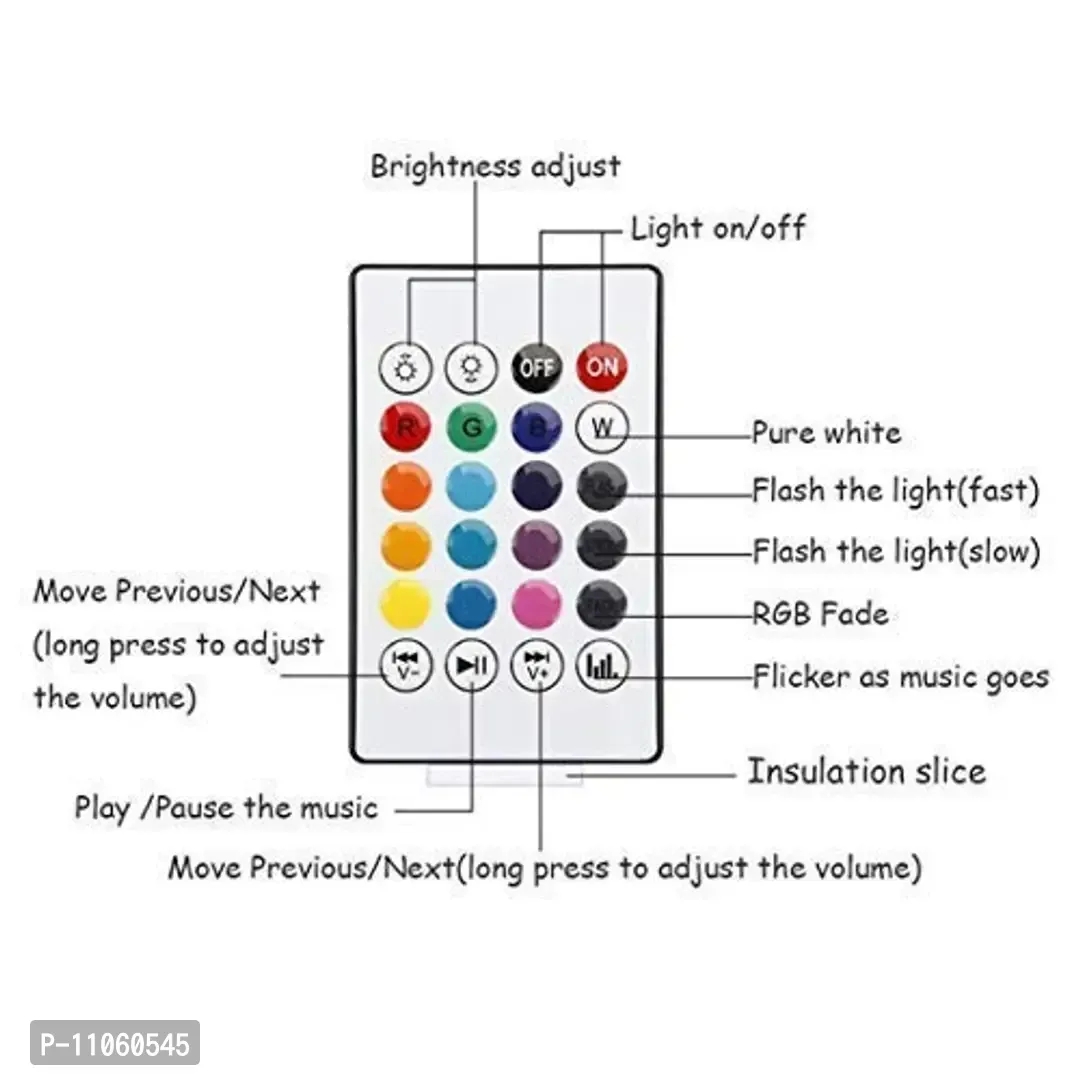 Brightness adjust
Light on/off
OFF ON
R G B W
Pure white
Flash the light(fast)
Flash the light(slow)
RGB Fade
Move Previous/Next
(long press to adjust
the volume)
V- V+
Flicker as music goes
Insulation slice
Play /Pause the music
Move Previous/Next(long press to adjust the volume)
P-11060545